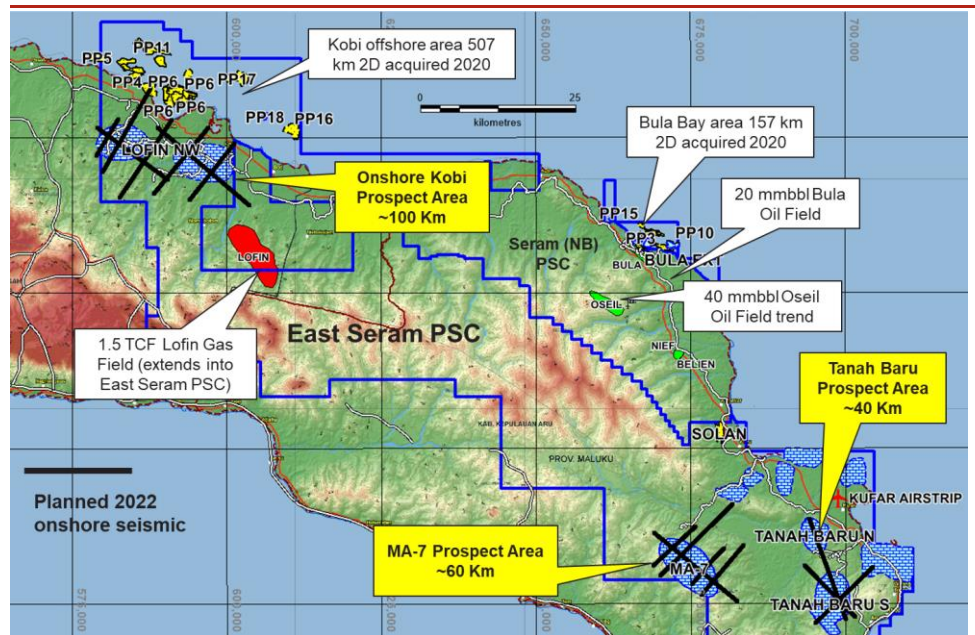 600,000
650,000
675,000
700,000
Kobi offshore area 507
km 2D acquired 2020
PP11
PP5
PP4
PP6
PP6
PP17
PP6
PP6
PP18
PP16
0
25
kilometres
Bula Bay area 157 km
2D acquired 2020
LOFIN NW
Onshore Kobi
Prospect Area
~100 Km
20 mmbbl Bula
Oil Field
PP15
PP3
PP10
BULA
Seram (NB)
PSC
LOFIN
OSEIL
40 mmbbl Oseil
Oil Field trend
1.5 TCF Lofin Gas
Field (extends into
East Seram PSC)
East Seram PSC
NIEF
BELIEN
Tanah Baru
Prospect Area
~40 Km
KAB. KEPULAUAN ARU
SOLAN
PROV. MALUKU
Planned 2022
onshore seismic
KUFAR AIRSTRIP
MA-7 Prospect Area
~60 Km
TANAH BARU N
MA-7
TANAH BARU S
575,000
600,000